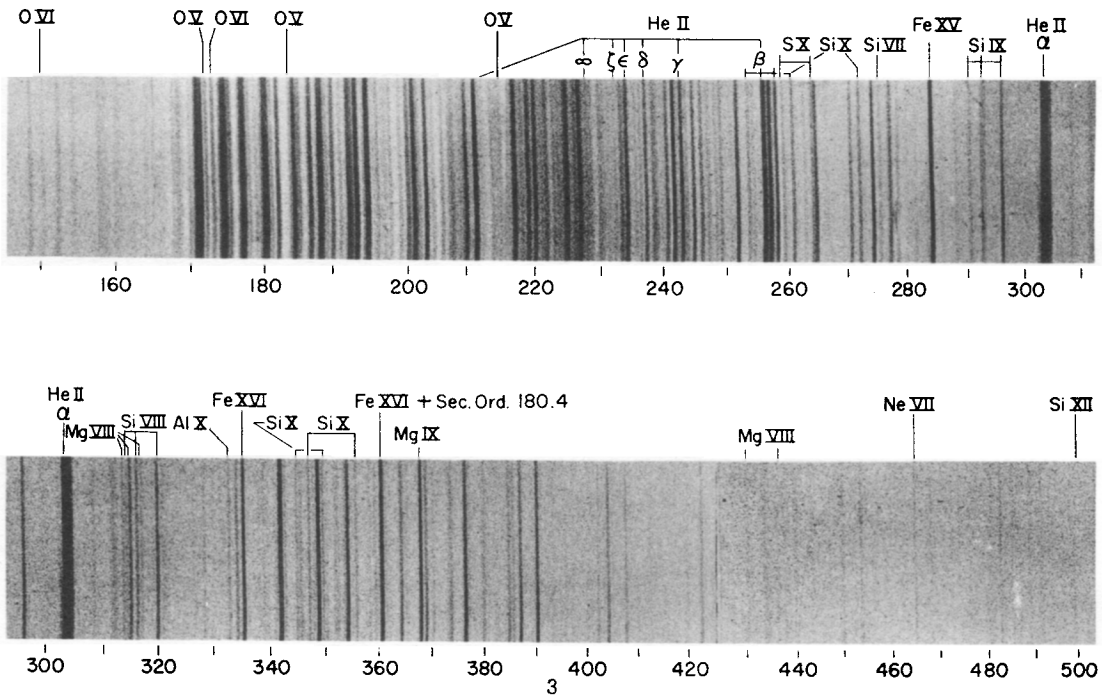 O VI O V O VI O V O V He II Fe XV He II
∞ ζ ε δ γ β S X Si X Si VII Si IX α
160 180 200 220 240 260 280 300
He II Fe XVI Fe XVI + Sec. Ord. 180.4 Ne VII Si XII
α Mg VIII Si VIII Al X Si X Si X Mg IX Mg VIII
300 320 340 360 380 400 420 440 460 480 500
3